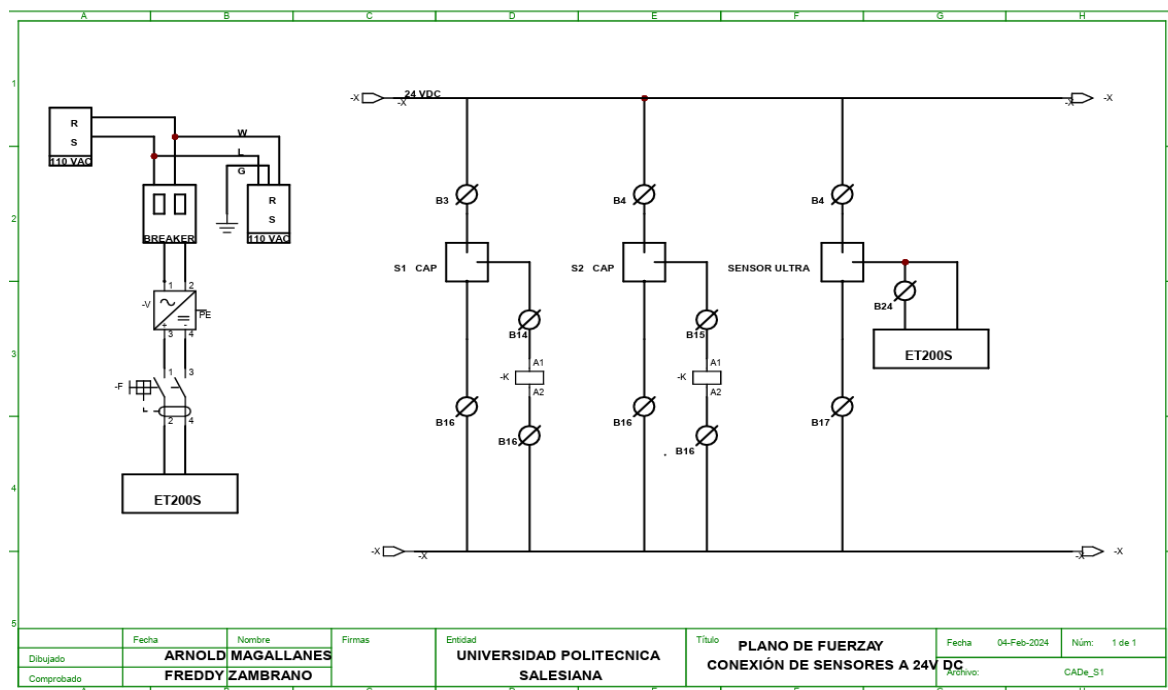 A B C D E F G H
1
2
3
4
5
R
S
110 VAC
W
L
G
R
S
110 VAC
BREAKER
1 2
-V
PE
+ -
3 4
1 3
-F
2 4
ET200S
-X
-X
24 VDC
-X
-X
B3
B4
B4
S1 CAP
S2 CAP
SENSOR ULTRA
B14
B15
B24
ET200S
A1
-K
A2
A1
-K
A2
B16
B16
B16
B16
B17
-X
-X
-X
-X
Fecha
Nombre
Firmas
Entidad
Título
Dibujado
ARNOLD MAGALLANES
Comprobado
FREDDY ZAMBRANO
UNIVERSIDAD POLITECNICA
SALESIANA
PLANO DE FUERZAY
CONEXIÓN DE SENSORES A 24V DC
Fecha 04-Feb-2024
Núm: 1 de 1
Archivo: CADe_S1
A B C D E F G H